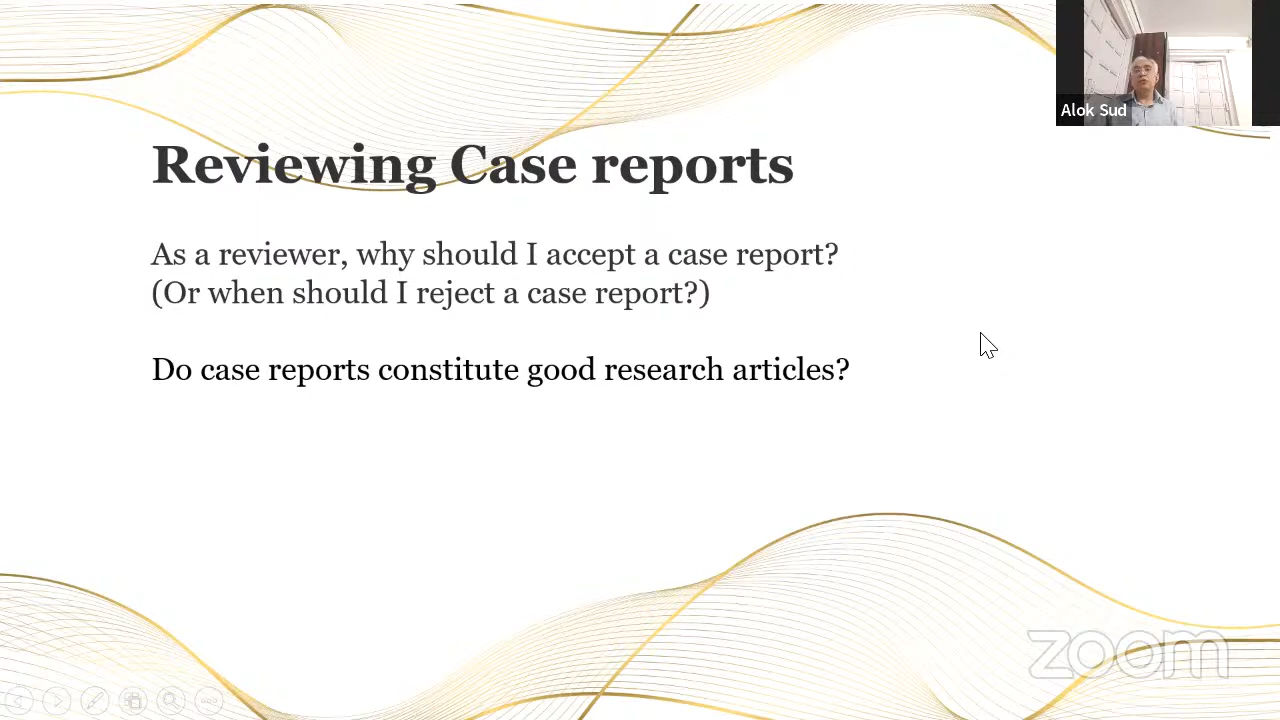 Alok Sud
Reviewing Case reports
As a reviewer, why should I accept a case report?
(Or when should I reject a case report?)
Do case reports constitute good research articles?
zoom